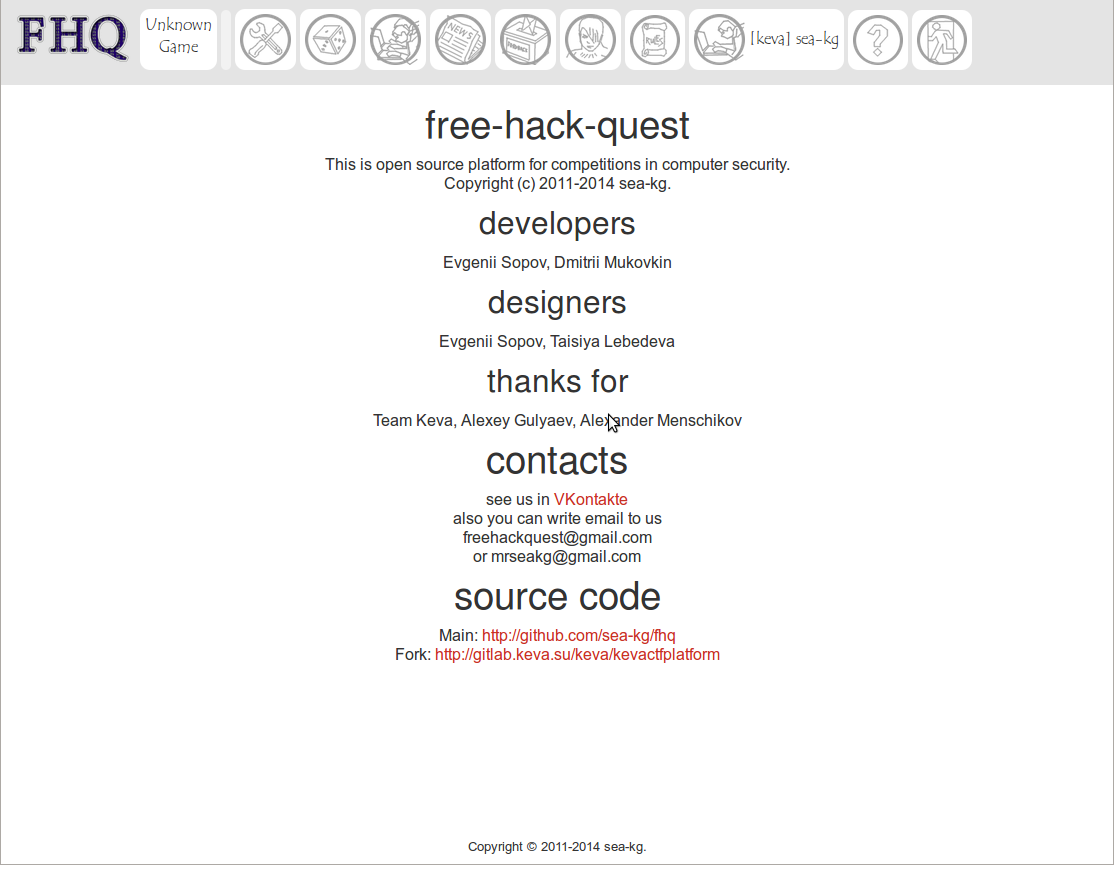 FHQ
Unknown
Game
NEWS
FEEDBACK
RULES
[keva] sea-kg
free-hack-quest
This is open source platform for competitions in computer security.
Copyright (c) 2011-2014 sea-kg.
developers
Evgenii Sopov, Dmitrii Mukovkin
designers
Evgenii Sopov, Taisiya Lebedeva
thanks for
Team Keva, Alexey Gulyaev, Alexander Menschikov
contacts
see us in VKontakte
also you can write email to us
freehackquest@gmail.com
or mrseakg@gmail.com
source code
Main: http://github.com/sea-kg/fhq
Fork: http://gitlab.keva.su/keva/kevactfplatform
Copyright © 2011-2014 sea-kg.